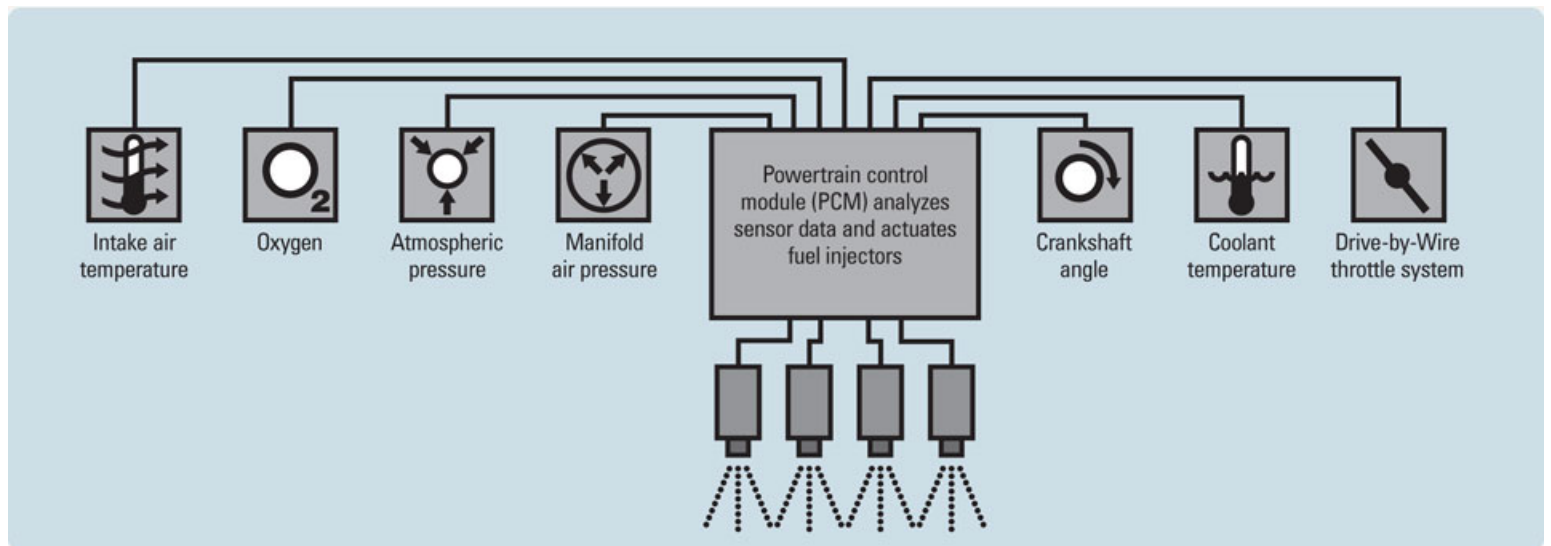 Powertrain control
module (PCM) analyzes
sensor data and actuates
fuel injectors
2
Intake air
temperature
Oxygen
Atmospheric
pressure
Manifold
air pressure
Crankshaft
angle
Coolant
temperature
Drive-by-Wire
throttle system